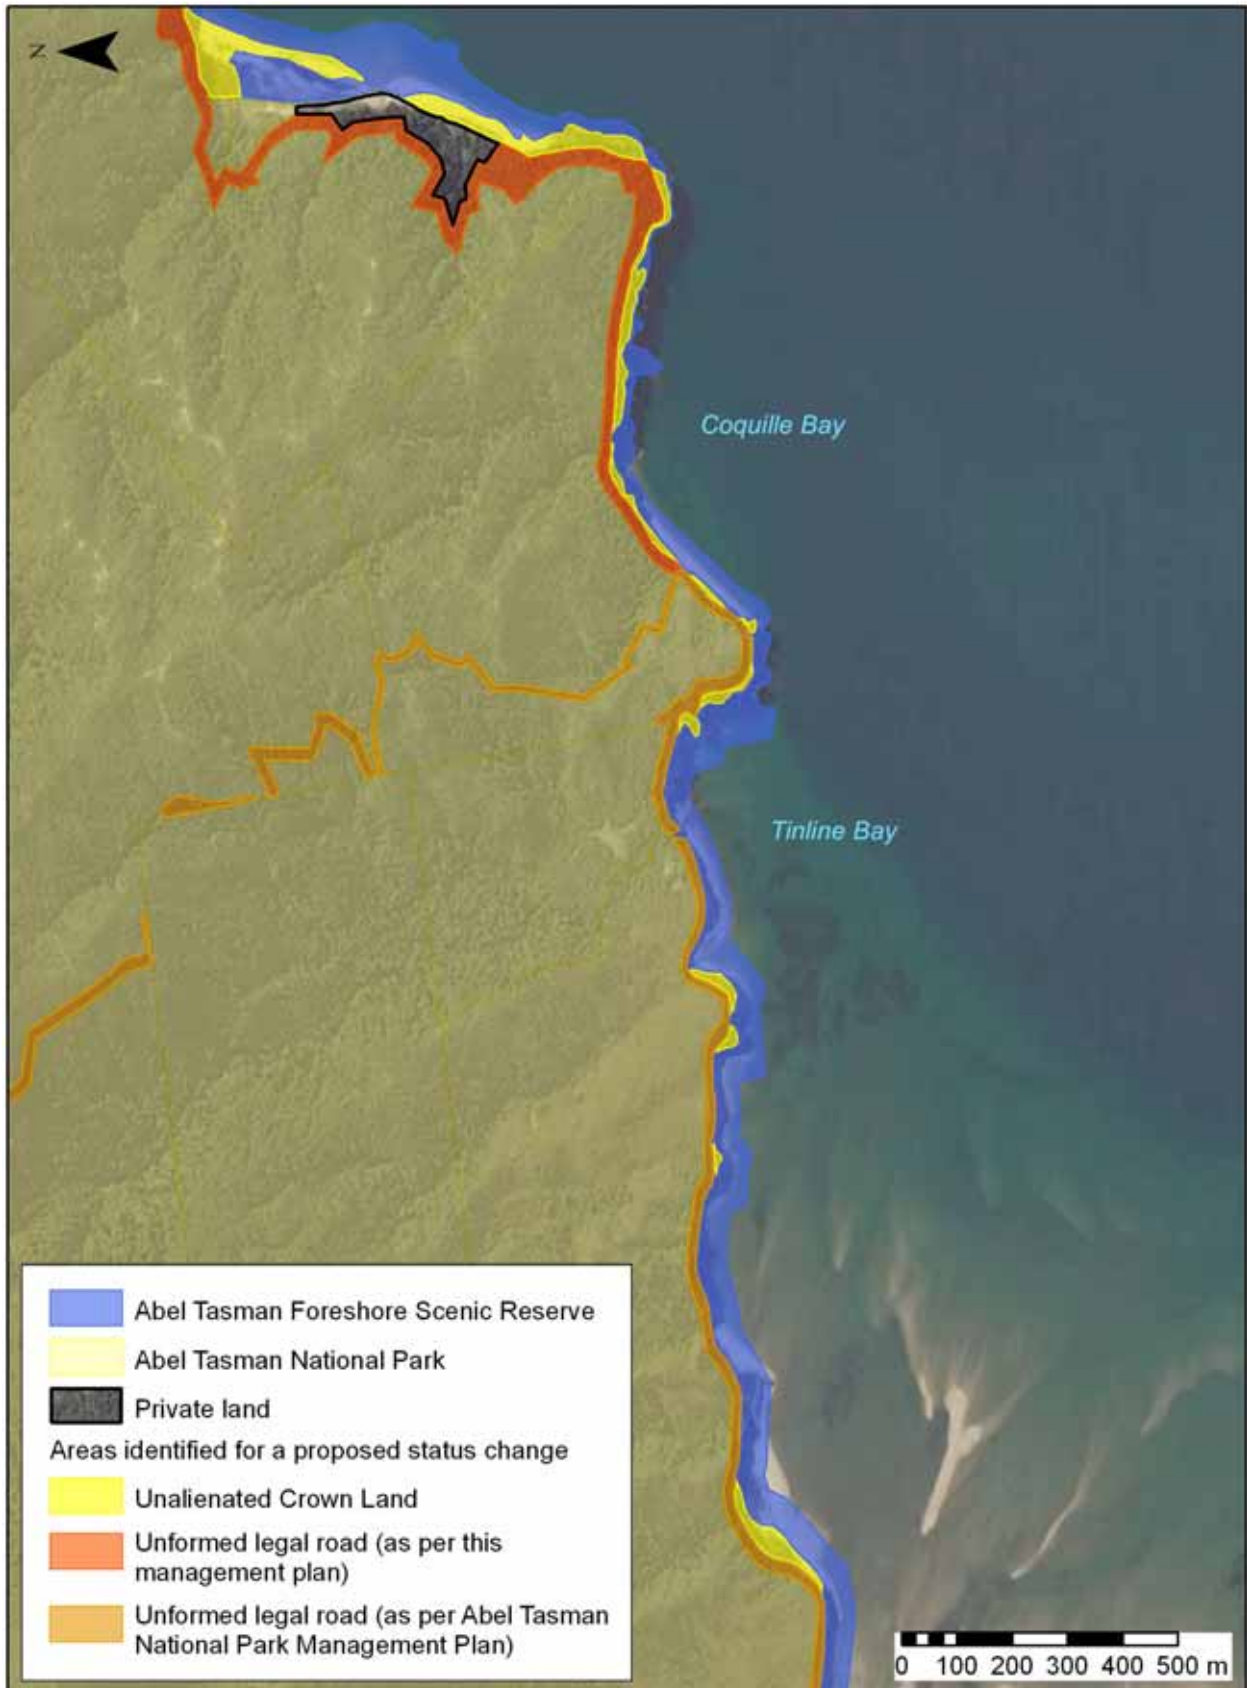 N
Coquille Bay
Tinline Bay
Abel Tasman Foreshore Scenic Reserve
Abel Tasman National Park
Private land
Areas identified for a proposed status change
Unalienated Crown Land
Unformed legal road (as per this
management plan)
Unformed legal road (as per Abel Tasman
National Park Management Plan)
0 100 200 300 400 500 m